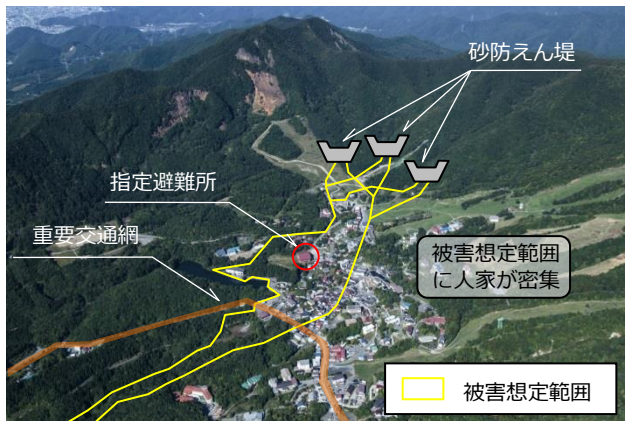 砂防えん堤
指定避難所
重要交通網
被害想定範囲
に人家が密集
被害想定範囲